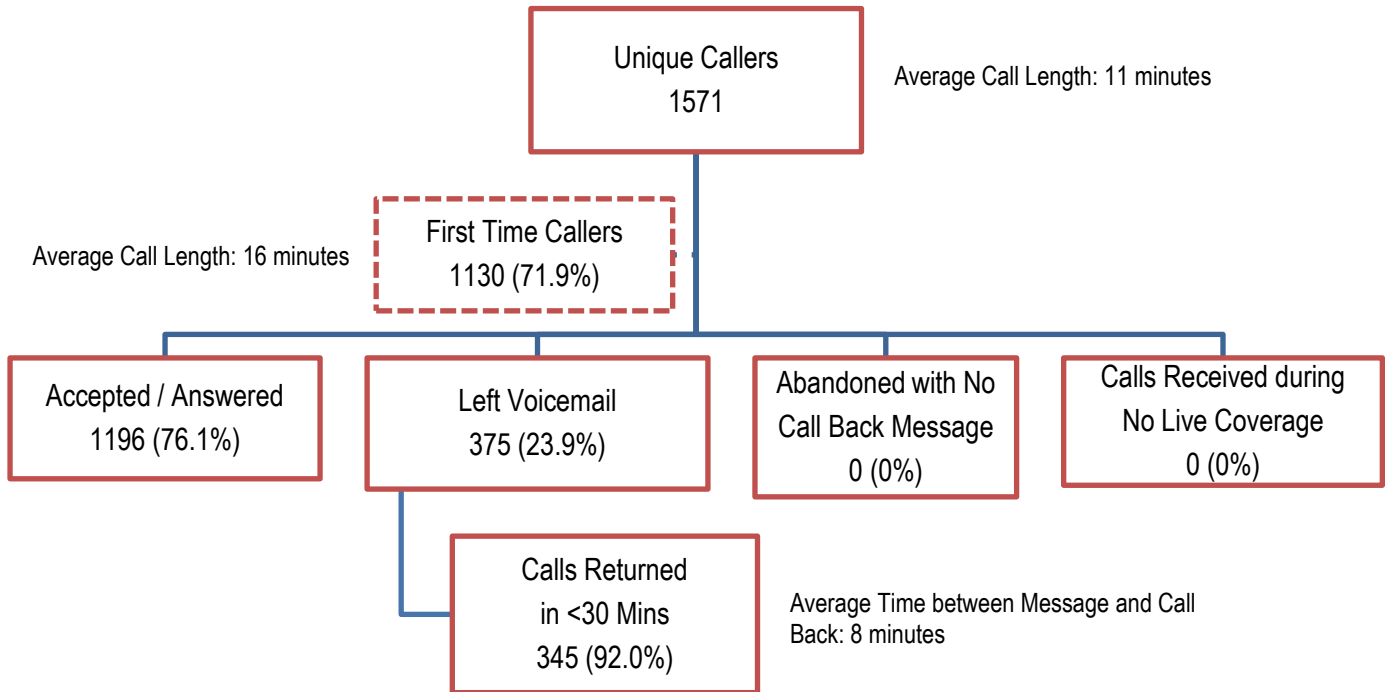 Unique Callers
1571
Average Call Length: 11 minutes
First Time Callers
1130 (71.9%)
Average Call Length: 16 minutes
Accepted / Answered
1196 (76.1%)
Left Voicemail
375 (23.9%)
Abandoned with No
Call Back Message
0 (0%)
Calls Received during
No Live Coverage
0 (0%)
Calls Returned
in <30 Mins
345 (92.0%)
Average Time between Message and Call
Back: 8 minutes